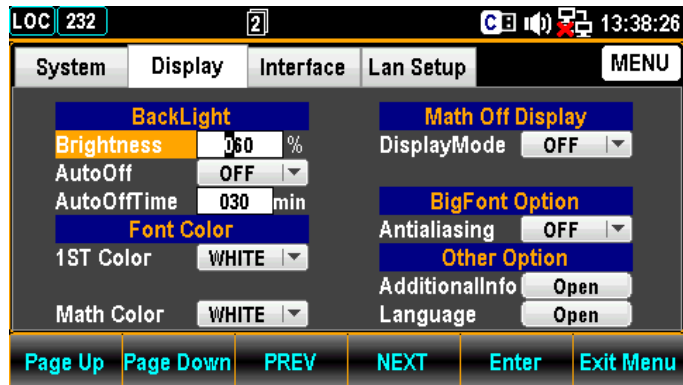 LOC 232 2 C 13:38:26
System Display Interface Lan Setup MENU
BackLight
Brightness 060 %
AutoOff OFF
AutoOffTime 030 min
Font Color
1ST Color WHITE
Math Color WHITE
Math Off Display
DisplayMode OFF
BigFont Option
Antialiasing OFF
Other Option
AdditionalInfo Open
Language Open
Page Up Page Down PREV NEXT Enter Exit Menu